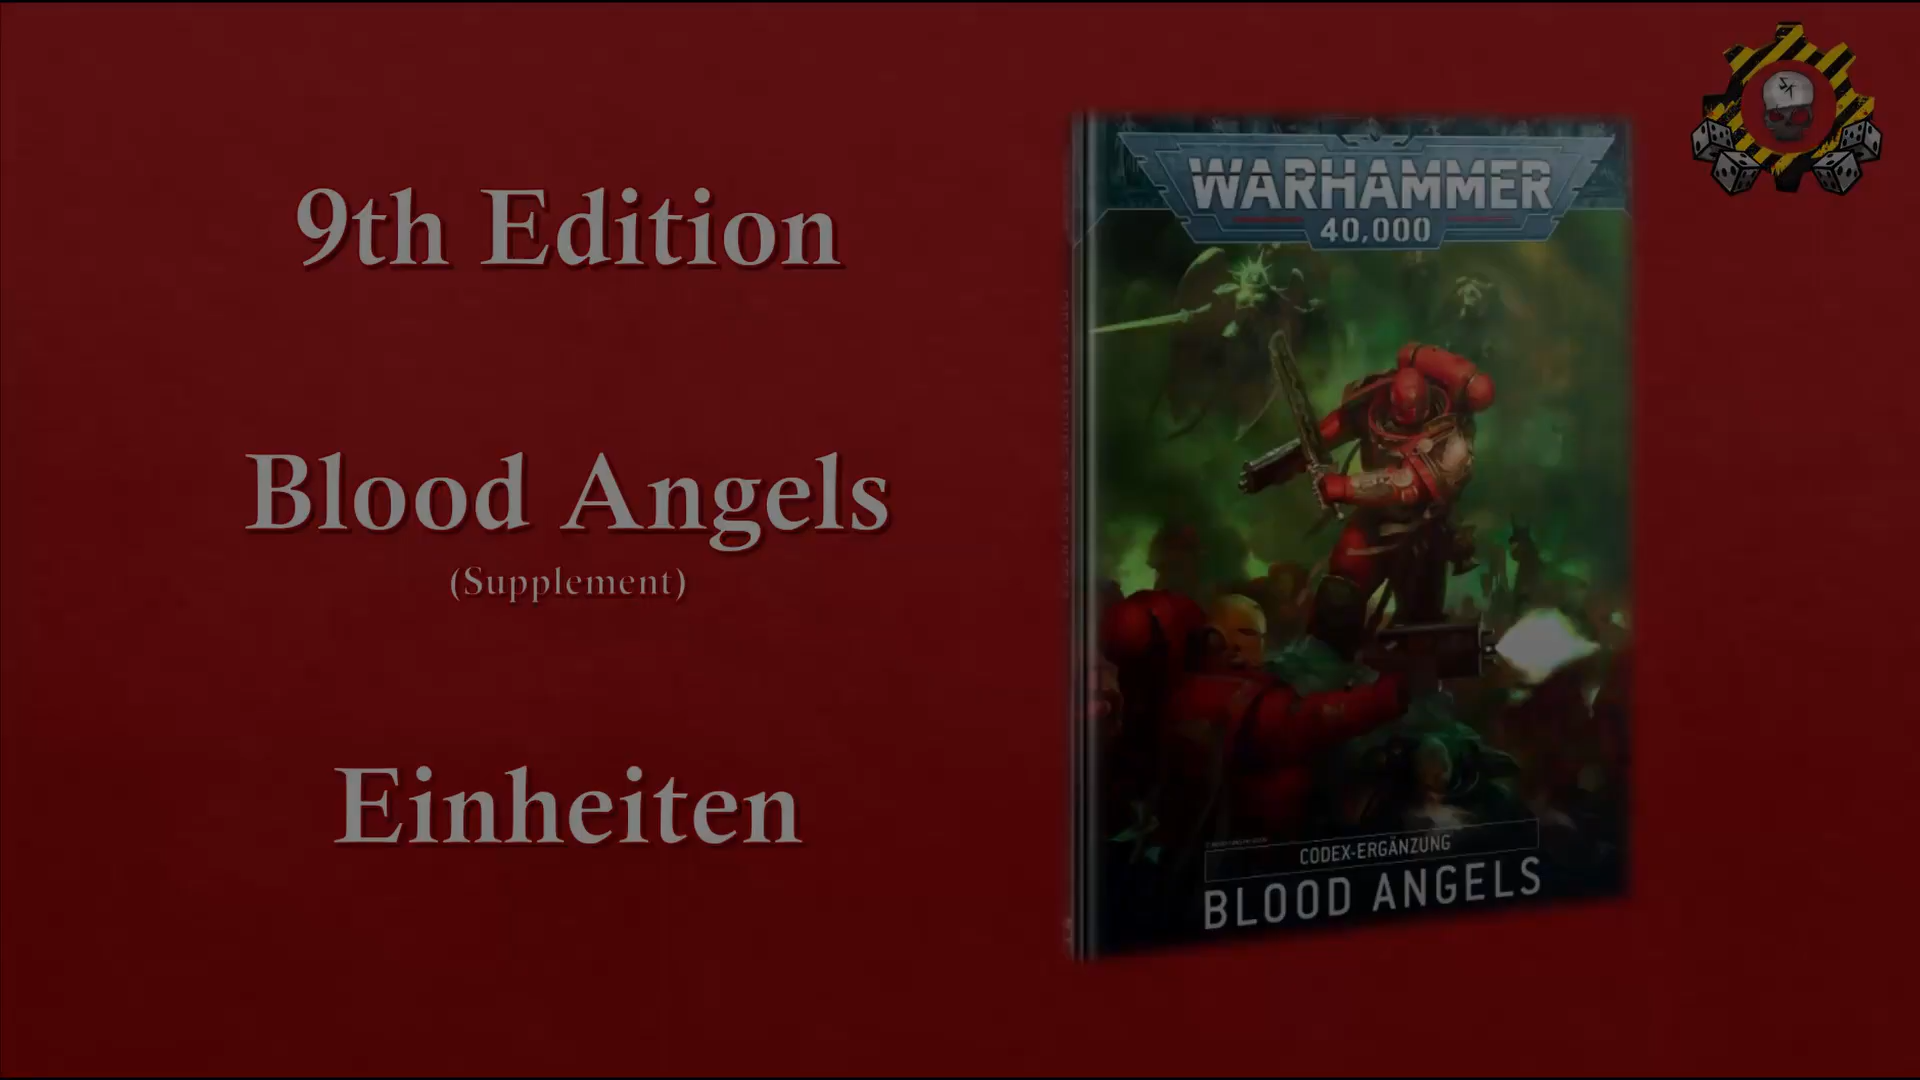 9th Edition
Blood Angels
(Supplement)
Einheiten
WARHAMMER
40,000
CODEX-ERGÄNZUNG
BLOOD ANGELS